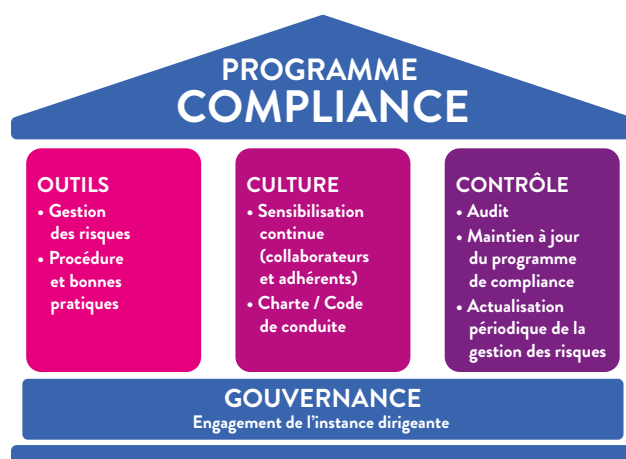 PROGRAMME
COMPLIANCE
OUTILS
• Gestion
des risques
• Procédure
et bonnes
pratiques
CULTURE
• Sensibilisation
continue
(collaborateurs
et adhérents)
• Charte / Code
de conduite
CONTRÔLE
• Audit
• Maintien à jour
du programme
de compliance
• Actualisation
périodique de la
gestion des risques
GOUVERNANCE
Engagement de l’instance dirigeante